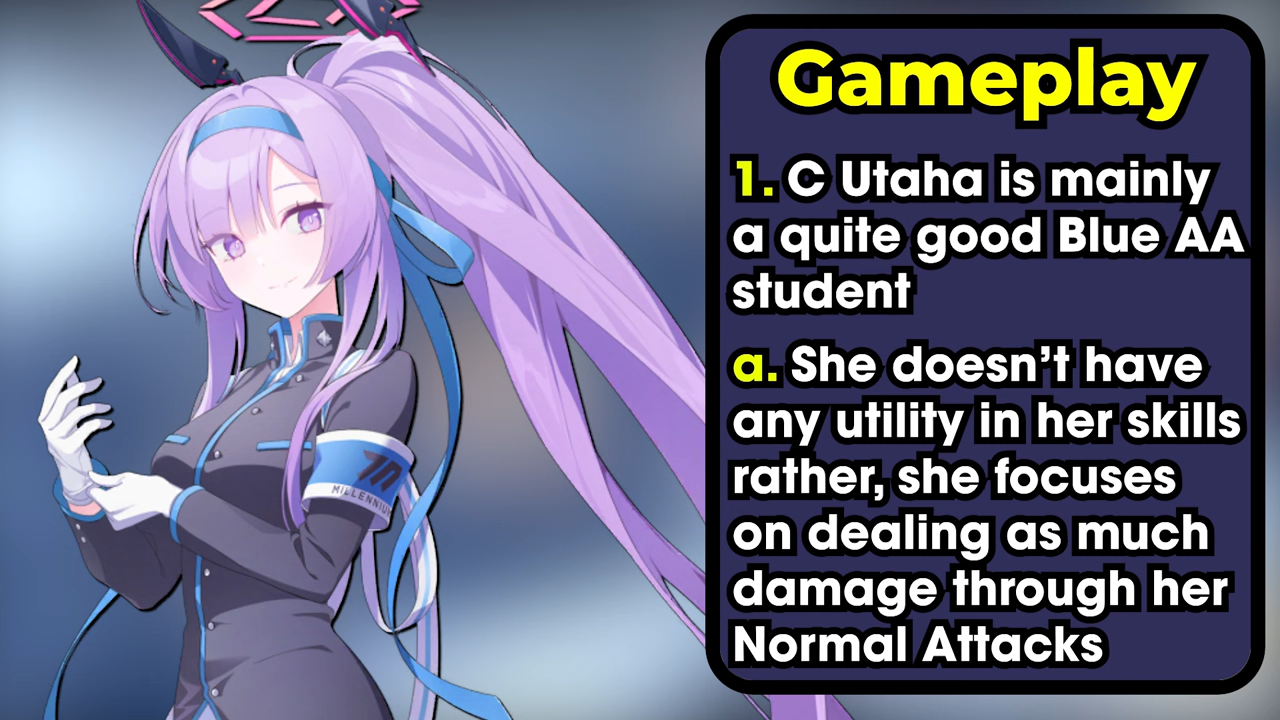 Gameplay
1. C Utaha is mainly
a quite good Blue AA
student
a. She doesn't have
any utility in her skills
rather, she focuses
on dealing as much
damage through her
Normal Attacks
MILLENNIUM